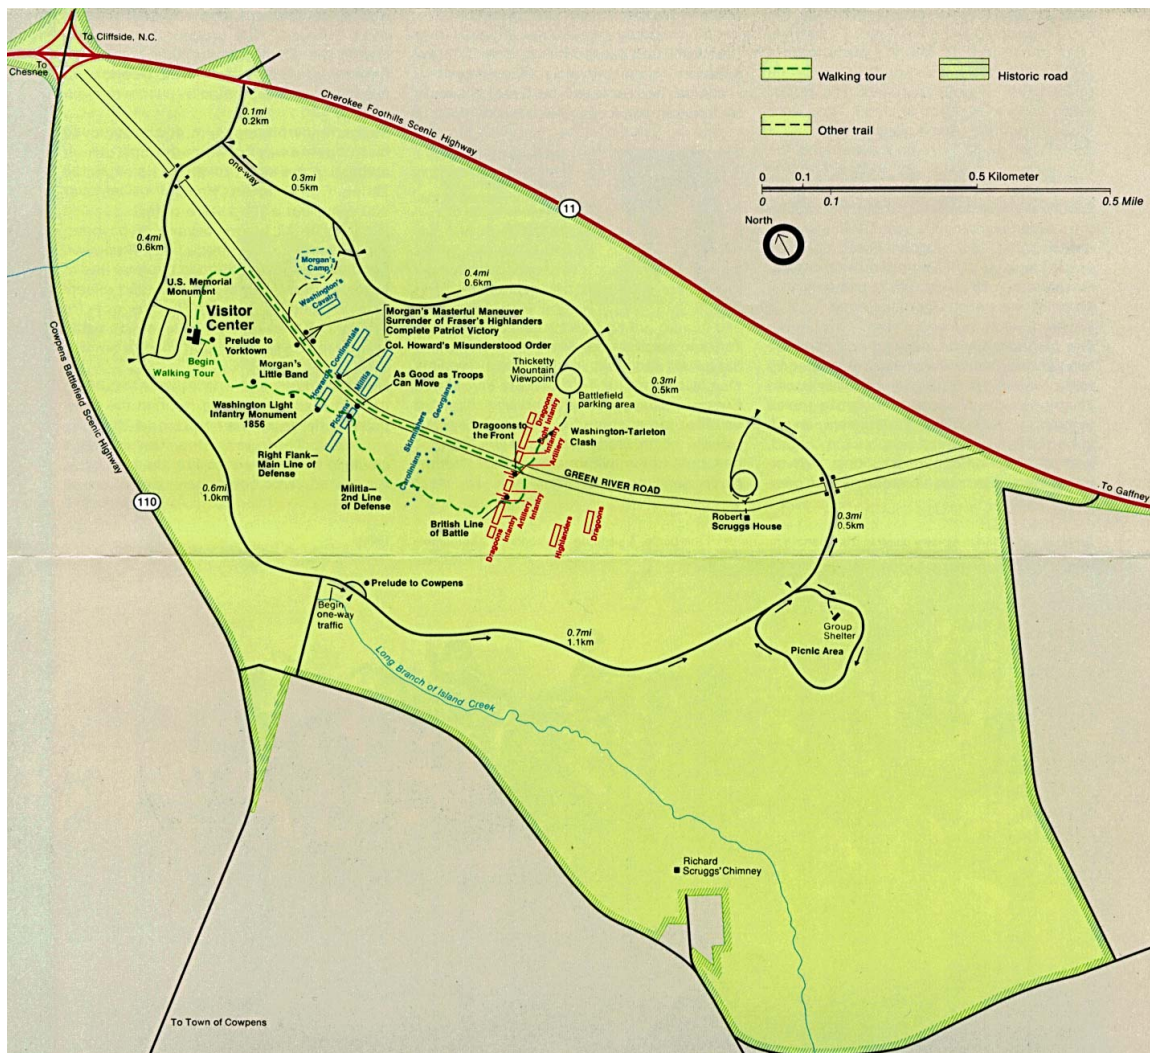 To Cliffside, N.C.
To
Chesnee
0.1mi
0.2km
Cherokee Foothills Scenic Highway
Walking tour
Historic road
Other trail
0 0.1 0.5 Kilometer
0 0.1 0.5 Mile
North
one-way
0.3mi
0.5km
11
0.4mi
0.6km
Morgan's
Camp
Washington's
Cavalry
0.4mi
0.6km
U.S. Memorial
Monument
Visitor
Center
Prelude to
Yorktown
Begin
Walking Tour
Morgan's
Little Band
Morgan's Masterful Maneuver
Surrender of Fraser's Highlanders
Complete Patriot Victory
Col. Howard's Misunderstood Order
As Good as Troops
Can Move
Howard's Continentals
Pickens' Militia
Washington Light
Infantry Monument
1856
Right Flank—
Main Line of
Defense
Militia—
2nd Line
of Defense
Carolinians Skirmishers Georgians
Thicketty
Mountain
Viewpoint
Battlefield
parking area
0.3mi
0.5km
Dragoons to
the Front
Washington-Tarleton
Clash
Dragoons
Light Infantry
Infantry
Artillery
British Line
of Battle
Dragoons
Infantry
Artillery
Infantry
Highlanders
Dragoons
GREEN RIVER ROAD
Robert
Scruggs House
To Gaffney
0.3mi
0.5km
Cowpens Battlefield Scenic Highway
110
0.6mi
1.0km
Prelude to Cowpens
Begin
one-way
traffic
0.7mi
1.1km
Group
Shelter
Picnic Area
Long Branch of Island Creek
Richard
Scruggs' Chimney
To Town of Cowpens